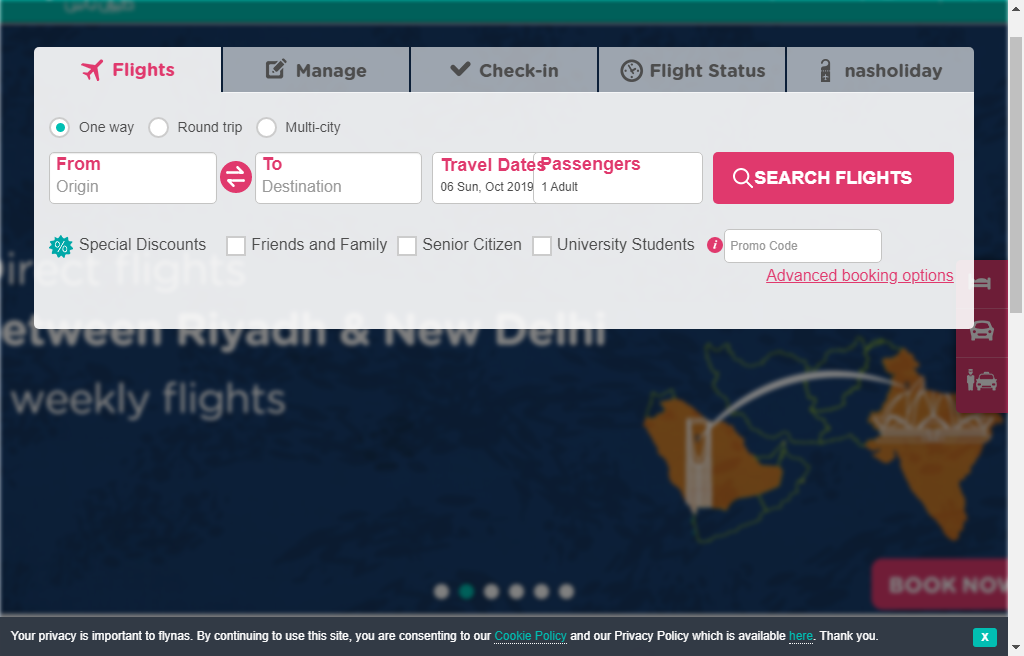 Flights
Manage
Check-in
Flight Status
nasholiday
One way
Round trip
Multi-city
From
Origin
To
Destination
Travel Dates
06 Sun, Oct 2019
Passengers
1 Adult
SEARCH FLIGHTS
Special Discounts
Friends and Family
Senior Citizen
University Students
Promo Code
Advanced booking options
Direct flights
between Riyadh & New Delhi
weekly flights
BOOK NOW
Your privacy is important to flynas. By continuing to use this site, you are consenting to our Cookie Policy and our Privacy Policy which is available here. Thank you.
X